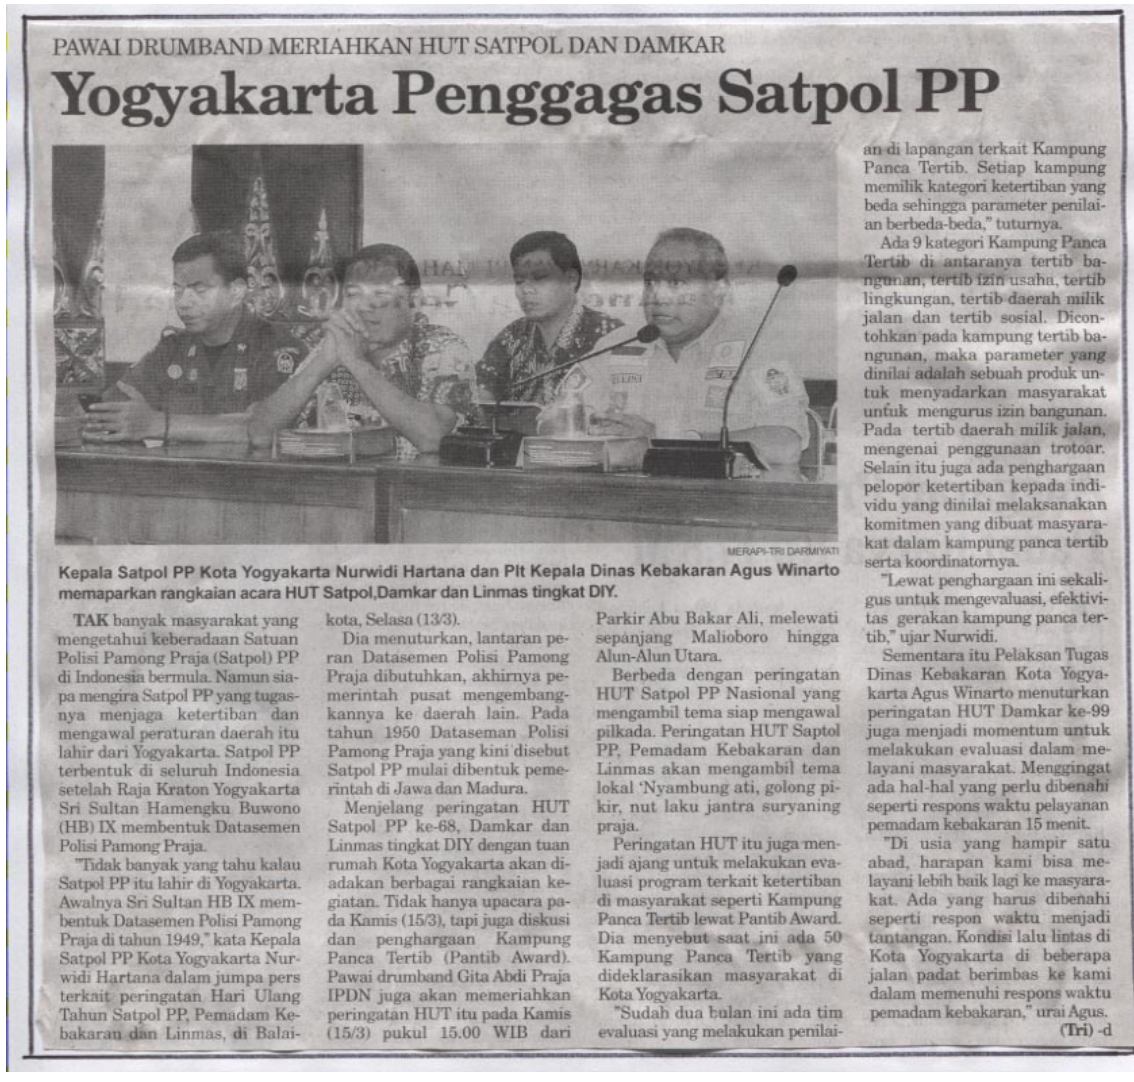 PAWAI DRUMBAND MERIAHKAN HUT SATPOL DAN DAMKAR
Yogyakarta Penggagas Satpol PP
MERAPI-TRI DARMIYATI
Kepala Satpol PP Kota Yogyakarta Nurwidi Hartana dan Plt Kepala Dinas Kebakaran Agus Winarto
memaparkan rangkaian acara HUT Satpol,Damkar dan Linmas tingkat DIY.
TAK banyak masyarakat yang
mengetahui keberadaan Satuan
Polisi Pamong Praja (Satpol) PP
di Indonesia bermula. Namun sia-
pa mengira Satpol PP yang tugas-
nya menjaga ketertiban dan
mengawal peraturan daerah itu
lahir dari Yogyakarta. Satpol PP
terbentuk di seluruh Indonesia
setelah Raja Kraton Yogyakarta
Sri Sultan Hamengku Buwono
(HB) IX membentuk Datasemen
Polisi Pamong Praja.
"Tidak banyak yang tahu kalau
Satpol PP itu lahir di Yogyakarta.
Awalnya Sri Sultan HB IX mem-
bentuk Datasemen Polisi Pamong
Praja di tahun 1949," kata Kepala
Satpol PP Kota Yogyakarta Nur-
widi Hartana dalam jumpa pers
terkait peringatan Hari Ulang
Tahun Satpol PP, Pemadam Ke-
bakaran dan Linmas, di Balai-
kota, Selasa (13/3).
Dia menuturkan, lantaran pe-
ran Datasemen Polisi Pamong
Praja dibutuhkan, akhirnya pe-
merintah pusat mengembang-
kannya ke daerah lain. Pada
tahun 1950 Dataseman Polisi
Pamong Praja yang kini disebut
Satpol PP mulai dibentuk peme-
rintah di Jawa dan Madura.
Menjelang peringatan HUT
Satpol PP ke-68, Damkar dan
Linmas tingkat DIY dengan tuan
rumah Kota Yogyakarta akan di-
adakan berbagai rangkaian ke-
giatan. Tidak hanya upacara pa-
da Kamis (15/3), tapi juga diskusi
dan penghargaan Kampung
Panca Tertib (Pantib Award).
Pawai drumband Gita Abdi Praja
IPDN juga akan memeriahkan
peringatan HUT itu pada Kamis
(15/3) pukul 15.00 WIB dari
Parkir Abu Bakar Ali, melewati
sepanjang Malioboro hingga
Alun-Alun Utara.
Berbeda dengan peringatan
HUT Satpol PP Nasional yang
mengambil tema siap mengawal
pilkada. Peringatan HUT Saptol
PP, Pemadam Kebakaran dan
Linmas akan mengambil tema
lokal 'Nyambung ati, golong pi-
kir, nut laku jantra suryaning
praja.
Peringatan HUT itu juga men-
jadi ajang untuk melakukan eva-
luasi program terkait ketertiban
di masyarakat seperti Kampung
Panca Tertib lewat Pantib Award.
Dia menyebut saat ini ada 50
Kampung Panca Tertib yang
dideklarasikan masyarakat di
Kota Yogyakarta.
"Sudah dua bulan ini ada tim
evaluasi yang melakukan penilai-
an di lapangan terkait Kampung
Panca Tertib. Setiap kampung
memilik kategori ketertiban yang
beda sehingga parameter penilai-
an berbeda-beda," tuturnya.
Ada 9 kategori Kampung Panca
Tertib di antaranya tertib ba-
ngunan, tertib izin usaha, tertib
lingkungan, tertib daerah milik
jalan dan tertib sosial. Dicon-
tohkan pada kampung tertib ba-
ngunan, maka parameter yang
dinilai adalah sebuah produk un-
tuk menyadarkan masyarakat
untuk mengurus izin bangunan.
Pada tertib daerah milik jalan,
mengenai penggunaan trotoar.
Selain itu juga ada penghargaan
pelopor ketertiban kepada indi-
vidu yang dinilai melaksanakan
komitmen yang dibuat masyara-
kat dalam kampung panca tertib
serta koordinatornya.
"Lewat penghargaan ini sekali-
gus untuk mengevaluasi, efektivi-
tas gerakan kampung panca ter-
tib," ujar Nurwidi.
Sementara itu Pelaksan Tugas
Dinas Kebakaran Kota Yogya-
karta Agus Winarto menuturkan
peringatan HUT Damkar ke-99
juga menjadi momentum untuk
melakukan evaluasi dalam me-
layani masyarakat. Menggingat
ada hal-hal yang perlu dibenahi
seperti respons waktu pelayanan
pemadam kebakaran 15 menit.
"Di usia yang hampir satu
abad, harapan kami bisa me-
layani lebih baik lagi ke masyara-
kat. Ada yang harus dibenahi
seperti respon waktu menjadi
tantangan. Kondisi lalu lintas di
Kota Yogyakarta di beberapa
jalan padat berimbas ke kami
dalam memenuhi respons waktu
pemadam kebakaran," urai Agus.
(Tri) -d